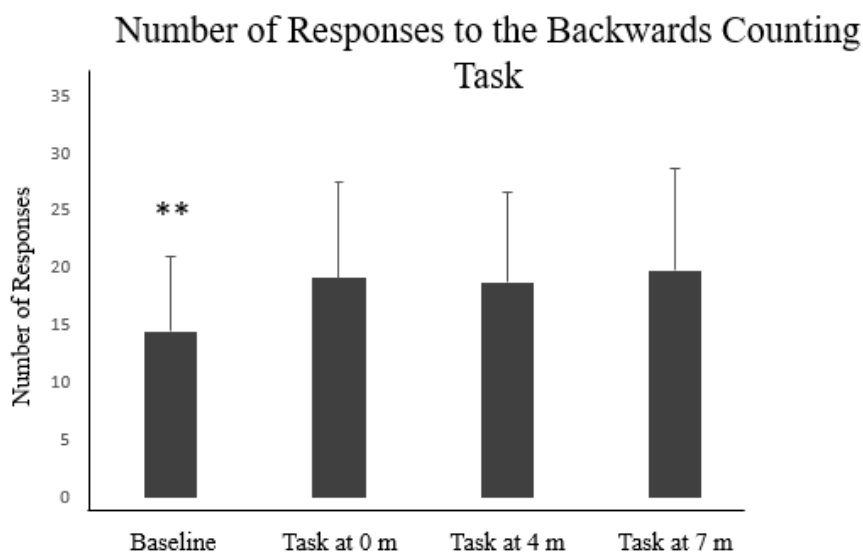 Number of Responses to the Backwards Counting
Task
35
30
25
20
15
10
5
0
Number of Responses
**
Baseline
Task at 0 m
Task at 4 m
Task at 7 m